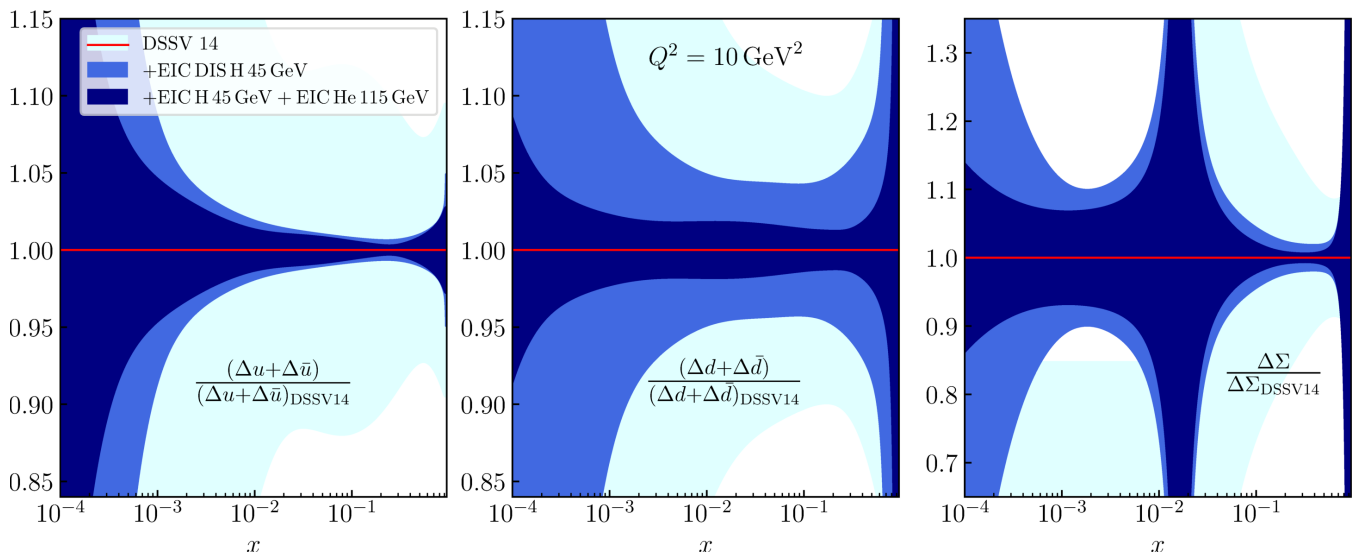 DSSV 14
+EIC DIS H 45 GeV
+EIC H 45 GeV + EIC He 115 GeV
1.15
1.10
1.05
1.00
0.95
0.90
0.85
10⁻⁴ 10⁻³ 10⁻² 10⁻¹
x
(Δu+Δū)
(Δu+Δū)DSSV14
Q² = 10 GeV²
1.15
1.10
1.05
1.00
0.95
0.90
0.85
10⁻⁴ 10⁻³ 10⁻² 10⁻¹
x
(Δd+Δd̄)
(Δd+Δd̄)DSSV14
1.3
1.2
1.1
1.0
0.9
0.8
0.7
10⁻⁴ 10⁻³ 10⁻² 10⁻¹
x
ΔΣ
ΔΣDSSV14